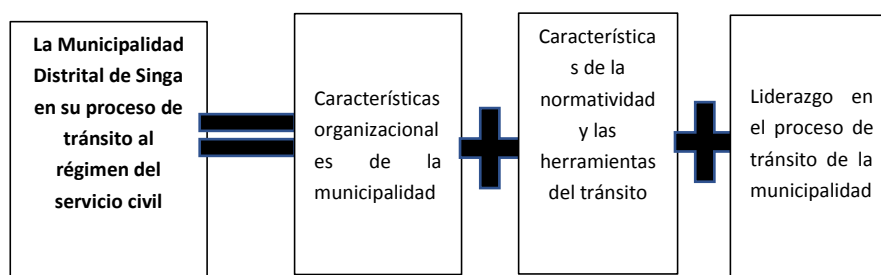 La Municipalidad
Distrital de Singa
en su proceso de
tránsito al
régimen del
servicio civil
Características
organizacional
es de la
municipalidad
Característica
s de la
normatividad
y las
herramientas
del tránsito
Liderazgo en
el proceso de
tránsito de la
municipalidad